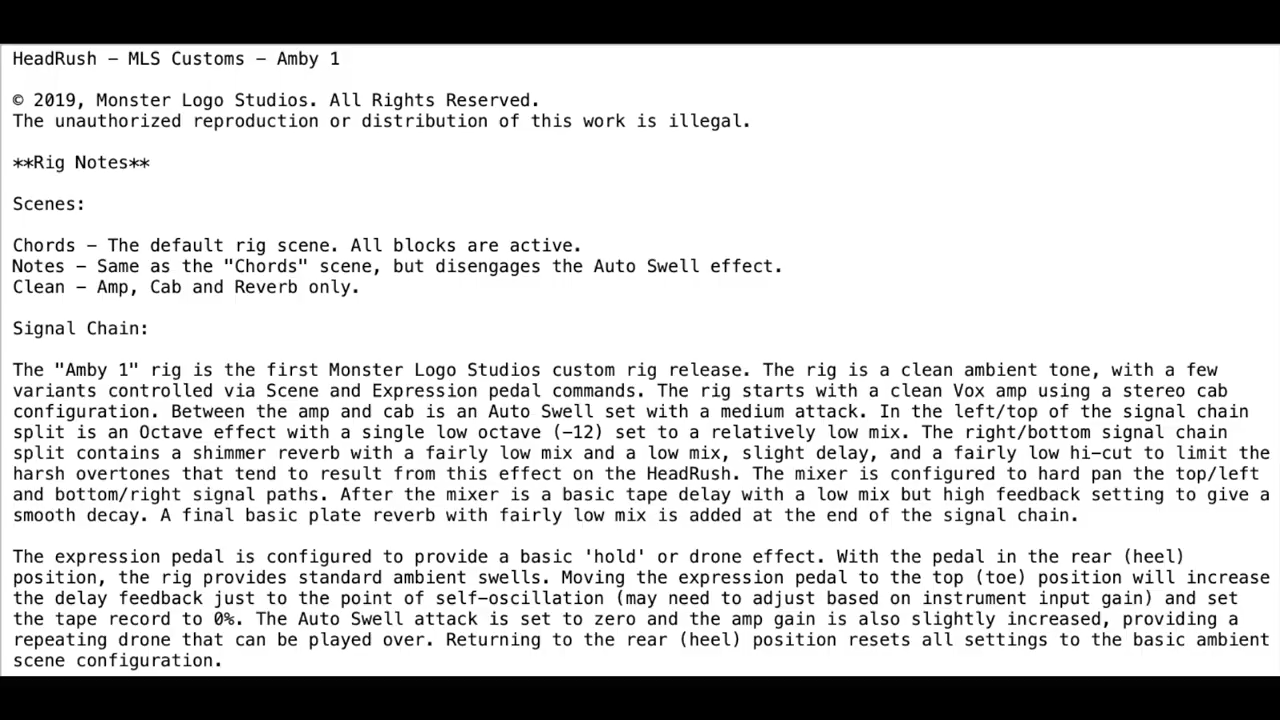 HeadRush – MLS Customs – Amby 1
© 2019, Monster Logo Studios. All Rights Reserved.
The unauthorized reproduction or distribution of this work is illegal.
**Rig Notes**
Scenes:
Chords – The default rig scene. All blocks are active.
Notes – Same as the "Chords" scene, but disengages the Auto Swell effect.
Clean – Amp, Cab and Reverb only.
Signal Chain:
The "Amby 1" rig is the first Monster Logo Studios custom rig release. The rig is a clean ambient tone, with a few
variants controlled via Scene and Expression pedal commands. The rig starts with a clean Vox amp using a stereo cab
configuration. Between the amp and cab is an Auto Swell set with a medium attack. In the left/top of the signal chain
split is an Octave effect with a single low octave (–12) set to a relatively low mix. The right/bottom signal chain
split contains a shimmer reverb with a fairly low mix and a low mix, slight delay, and a fairly low hi–cut to limit the
harsh overtones that tend to result from this effect on the HeadRush. The mixer is configured to hard pan the top/left
and bottom/right signal paths. After the mixer is a basic tape delay with a low mix but high feedback setting to give a
smooth decay. A final basic plate reverb with fairly low mix is added at the end of the signal chain.
The expression pedal is configured to provide a basic 'hold' or drone effect. With the pedal in the rear (heel)
position, the rig provides standard ambient swells. Moving the expression pedal to the top (toe) position will increase
the delay feedback just to the point of self–oscillation (may need to adjust based on instrument input gain) and set
the tape record to 0%. The Auto Swell attack is set to zero and the amp gain is also slightly increased, providing a
repeating drone that can be played over. Returning to the rear (heel) position resets all settings to the basic ambient
scene configuration.